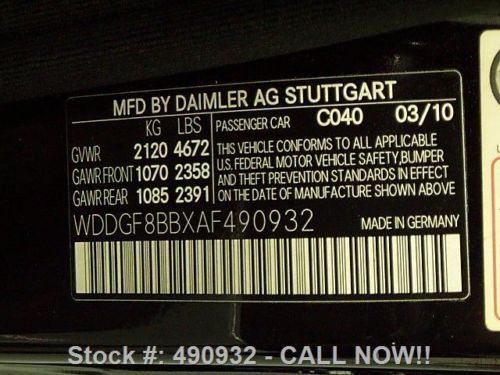 MFD BY DAIMLER AG STUTTGART
KG LBS
GVWR 2120 4672
GAWR FRONT 1070 2358
GAWR REAR 1085 2391
PASSENGER CAR C040 03/10
THIS VEHICLE CONFORMS TO ALL APPLICABLE
U.S. FEDERAL MOTOR VEHICLE SAFETY, BUMPER
AND THEFT PREVENTION STANDARDS IN EFFECT
ON THE DATE OF MANUFACTURE SHOWN ABOVE
WDDGF8BBXAF490932
MADE IN GERMANY
Stock #: 490932 - CALL NOW!!